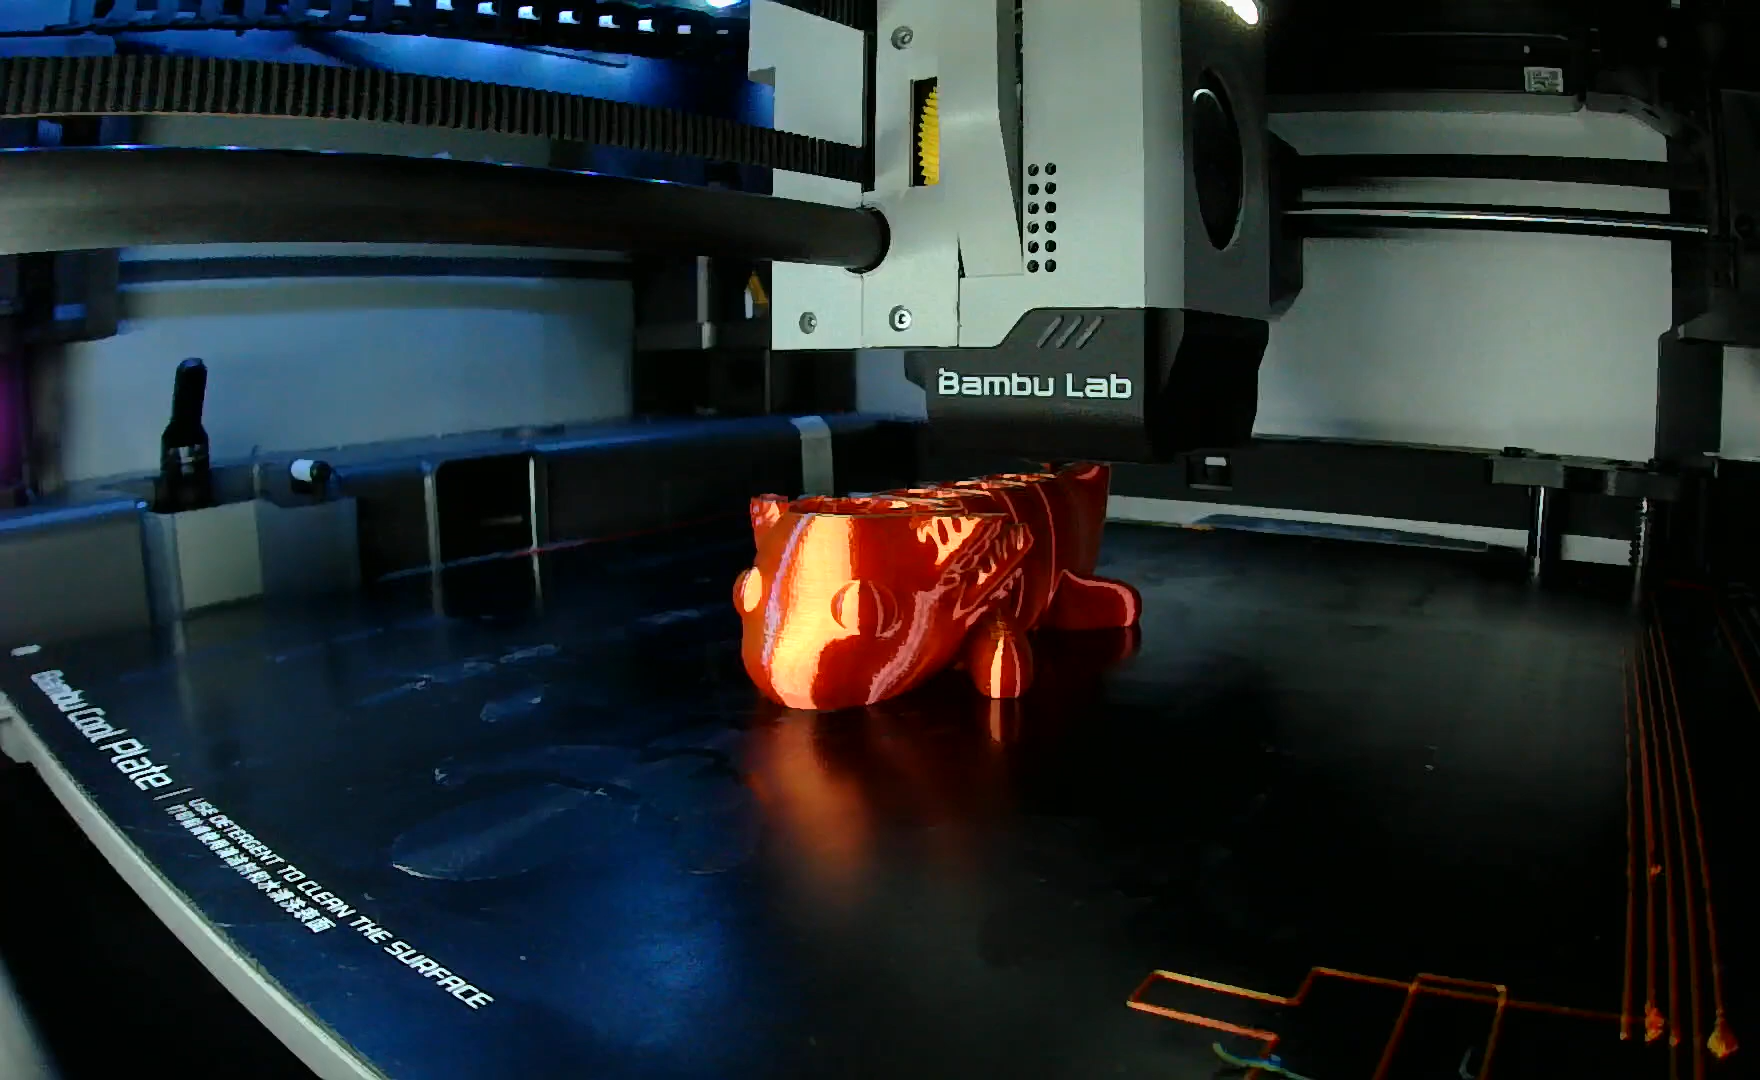 Bambu Lab
Bambu Cool Plate | USE DETERGENT TO CLEAN THE SURFACE